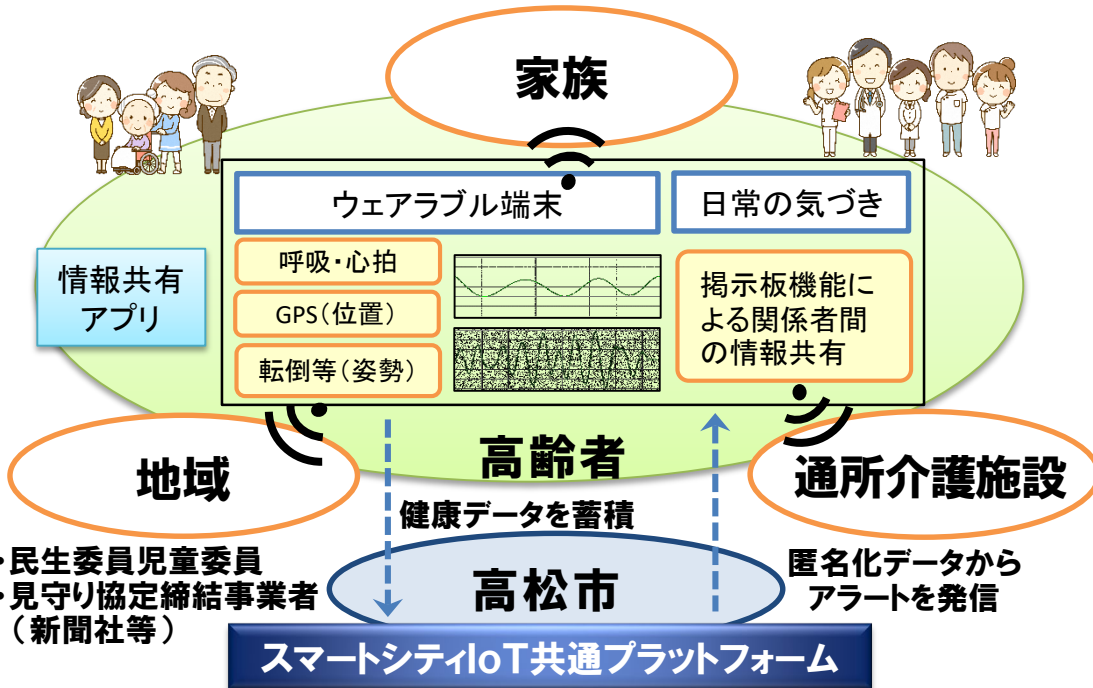 家族
ウェアラブル端末
日常の気づき
情報共有
アプリ
呼吸・心拍
GPS(位置)
転倒等(姿勢)
掲示板機能に
よる関係者間
の情報共有
地域
高齢者
通所介護施設
健康データを蓄積
・民生委員児童委員
・見守り協定締結事業者
(新聞社等)
高松市
匿名化データから
アラートを発信
スマートシティIoT共通プラットフォーム